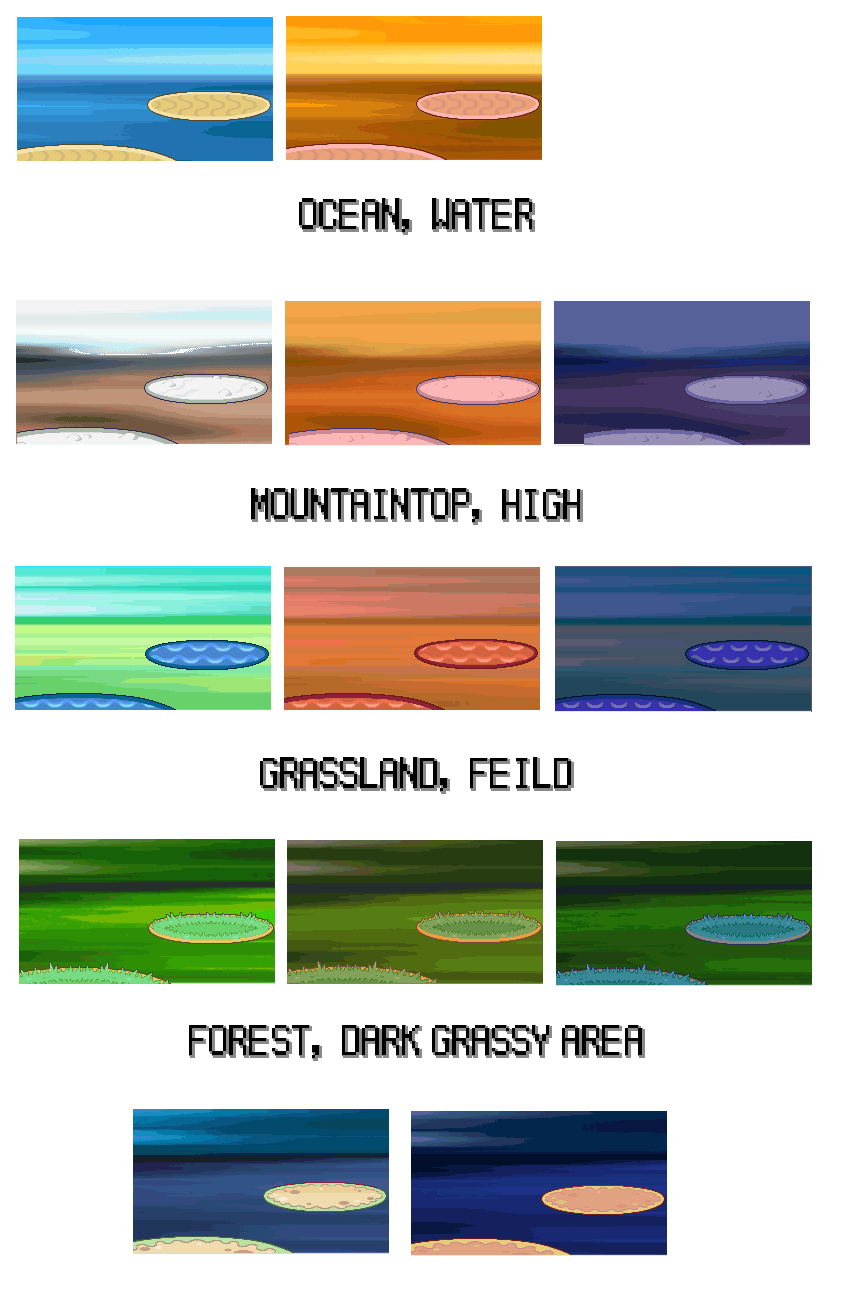 OCEAN, WATER
MOUNTAINTOP, HIGH
GRASSLAND, FEILD
FOREST, DARK GRASSY AREA